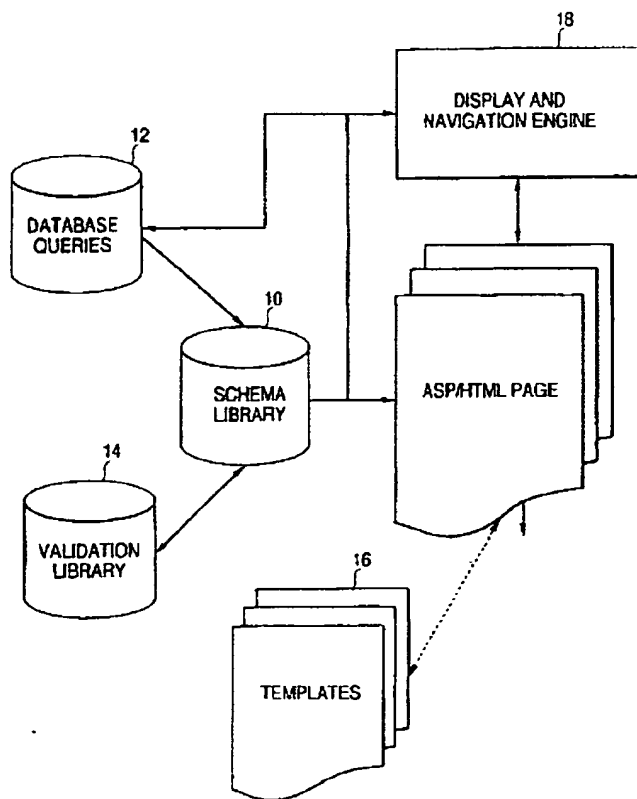 18
DISPLAY AND
NAVIGATION ENGINE
12
DATABASE
QUERIES
10
SCHEMA
LIBRARY
ASP/HTML PAGE
14
VALIDATION
LIBRARY
16
TEMPLATES